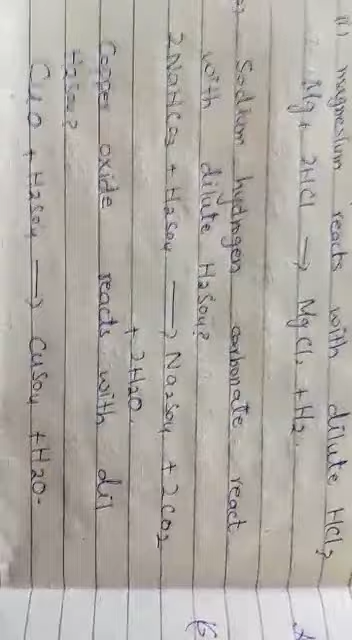 (i) magnesium reacts with dilute HCl?
Mg + 2HCl → MgCl₂ + H₂.
Sodium hydrogen carbonate react
with dilute H₂SO₄?
2NaHCO₃ + H₂SO₄ → Na₂SO₄ + 2CO₂
+ 2H₂O.
Copper oxide reacts with dil
H₂SO₄?
CuO + H₂SO₄ → CuSO₄ + H₂O.